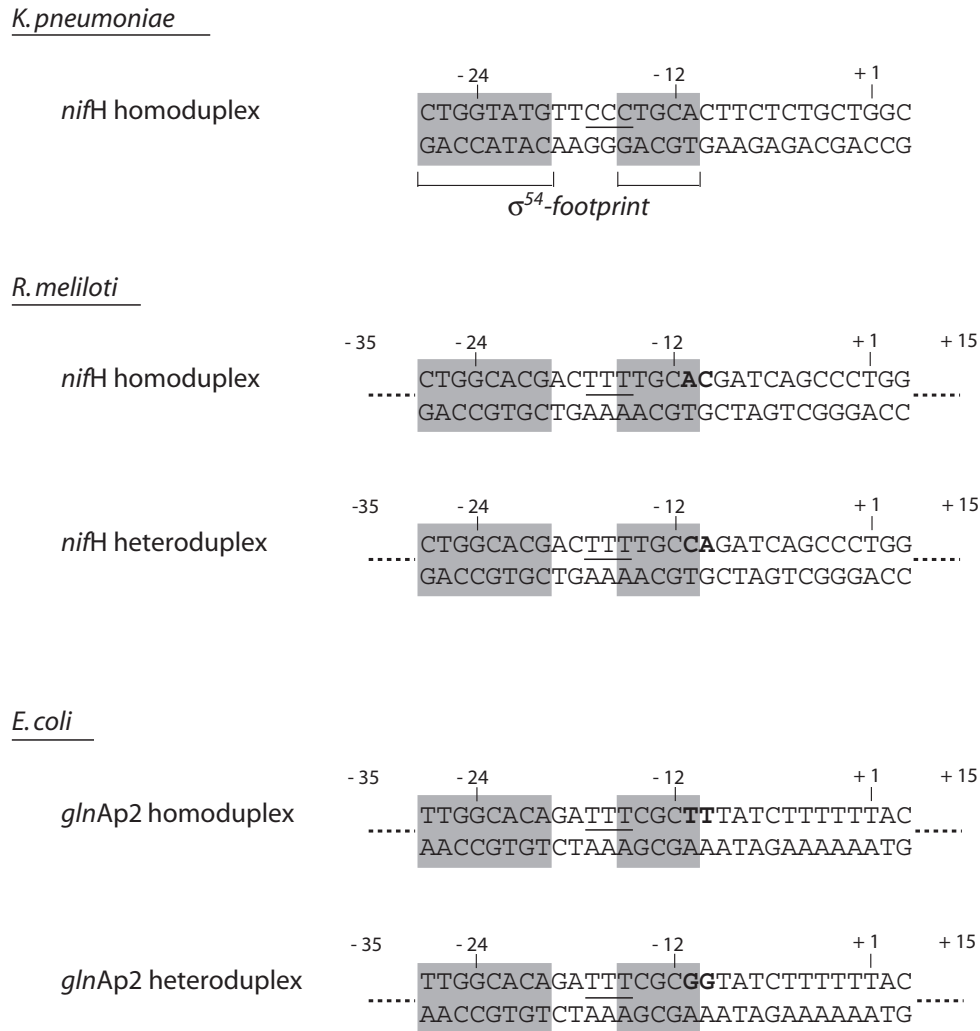 K. pneumoniae
- 24 - 12 + 1
nifH homoduplex CTGGTATGTTCCCTGCACTTCTCTGCTGGC
GACCATACAAGGGACGTGAAGAGACGACCG
σ54-footprint
R. meliloti
- 35 - 24 - 12 + 1 + 15
nifH homoduplex CTGGCACGACTTTTGCACGATCAGCCCTGG
GACCGTGCTGAAAACGTGCTAGTCGGGACC
-35 - 24 - 12 + 1 + 15
nifH heteroduplex CTGGCACGACTTTTGCCAGATCAGCCCTGG
GACCGTGCTGAAAACGTGCTAGTCGGGACC
E. coli
- 35 - 24 - 12 + 1 + 15
glnAp2 homoduplex TTGGCACAGATTTCGCTTTATCTTTTTTAC
AACCGTGTCTAAAGCGAAATAGAAAAAATG
- 35 - 24 - 12 + 1 + 15
glnAp2 heteroduplex TTGGCACAGATTTCGCGGTATCTTTTTTAC
AACCGTGTCTAAAGCGAAATAGAAAAAATG